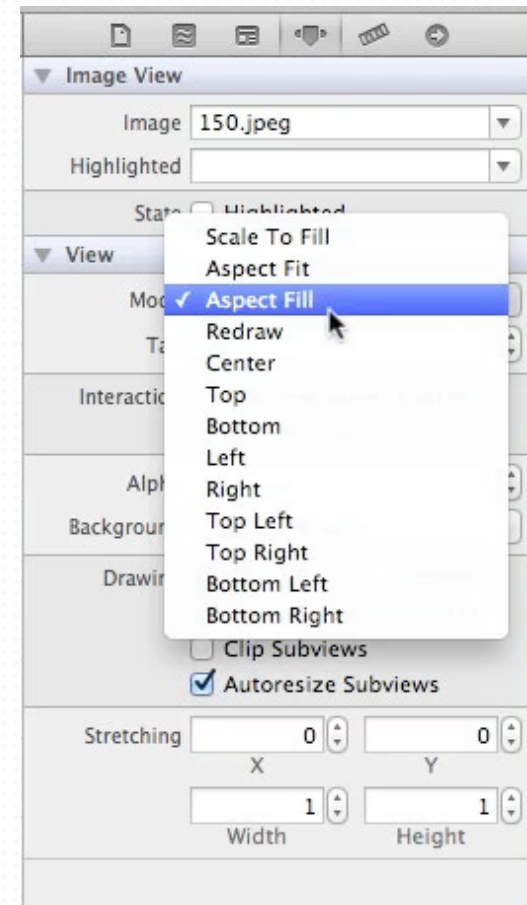 Image View
Image 150.jpeg
Highlighted
State Highlighted
Scale To Fill
View
Aspect Fit
Aspect Fill
Redraw
Center
Top
Bottom
Left
Right
Top Left
Top Right
Bottom Left
Bottom Right
Clip Subviews
Autoresize Subviews
Stretching 0 0
X Y
1 1
Width Height